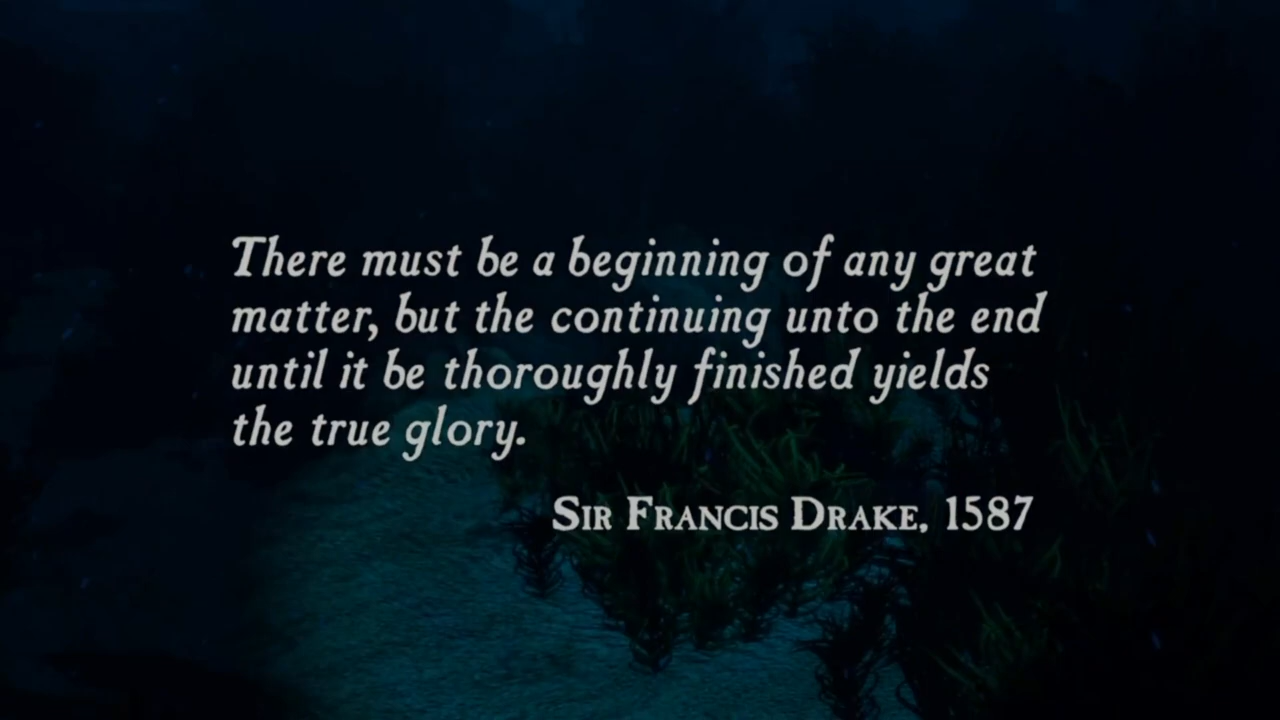 There must be a beginning of any great
matter, but the continuing unto the end
until it be thoroughly finished yields
the true glory.
Sir Francis Drake, 1587